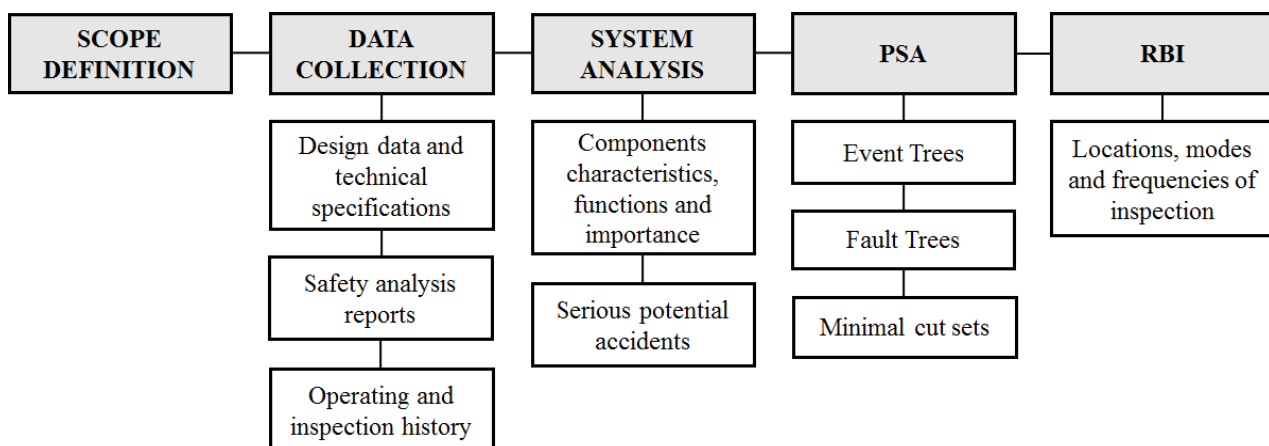 SCOPE
DEFINITION
DATA
COLLECTION
SYSTEM
ANALYSIS
PSA
RBI
Design data and
technical
specifications
Safety analysis
reports
Operating and
inspection history
Components
characteristics,
functions and
importance
Serious potential
accidents
Event Trees
Fault Trees
Minimal cut sets
Locations, modes
and frequencies of
inspection